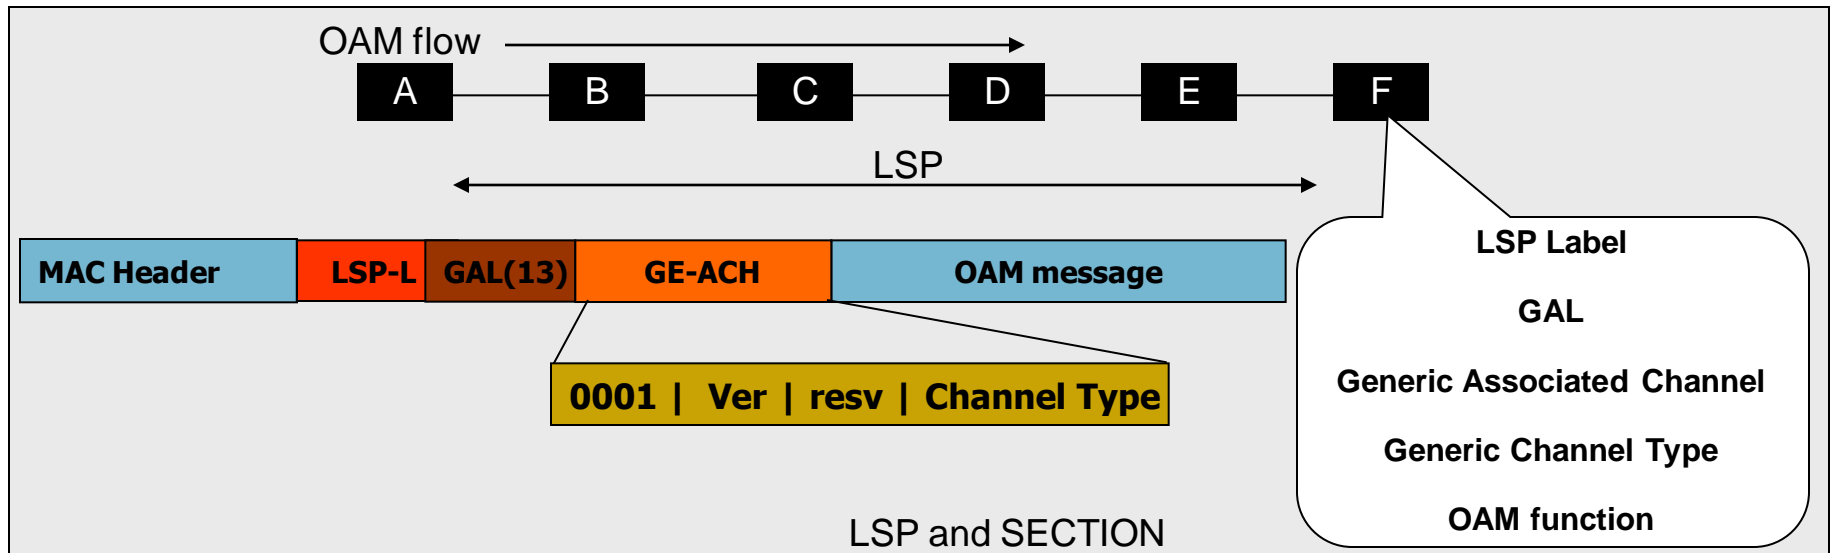 OAM flow
A B C D E F
LSP
MAC Header LSP-L GAL(13) GE-ACH OAM message
0001 | Ver | resv | Channel Type
LSP Label
GAL
Generic Associated Channel
Generic Channel Type
OAM function
LSP and SECTION